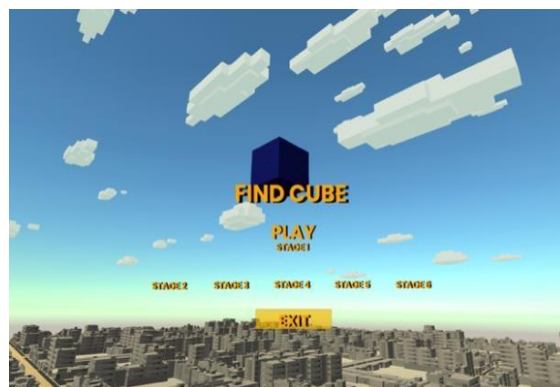 FIND CUBE
PLAY
STAGE1
STAGE2 STAGE3 STAGE4 STAGE5 STAGE6
EXIT